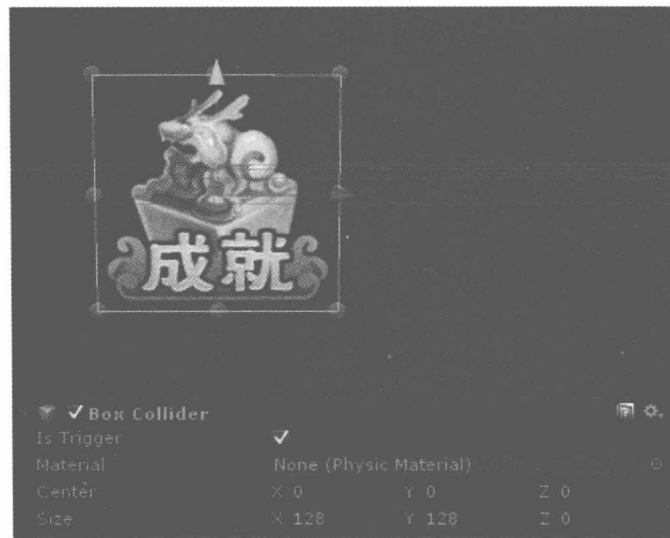 成就
Box Collider
Is Trigger
Material None (Physic Material)
Center X 0 Y 0 Z 0
Size X 128 Y 128 Z 0